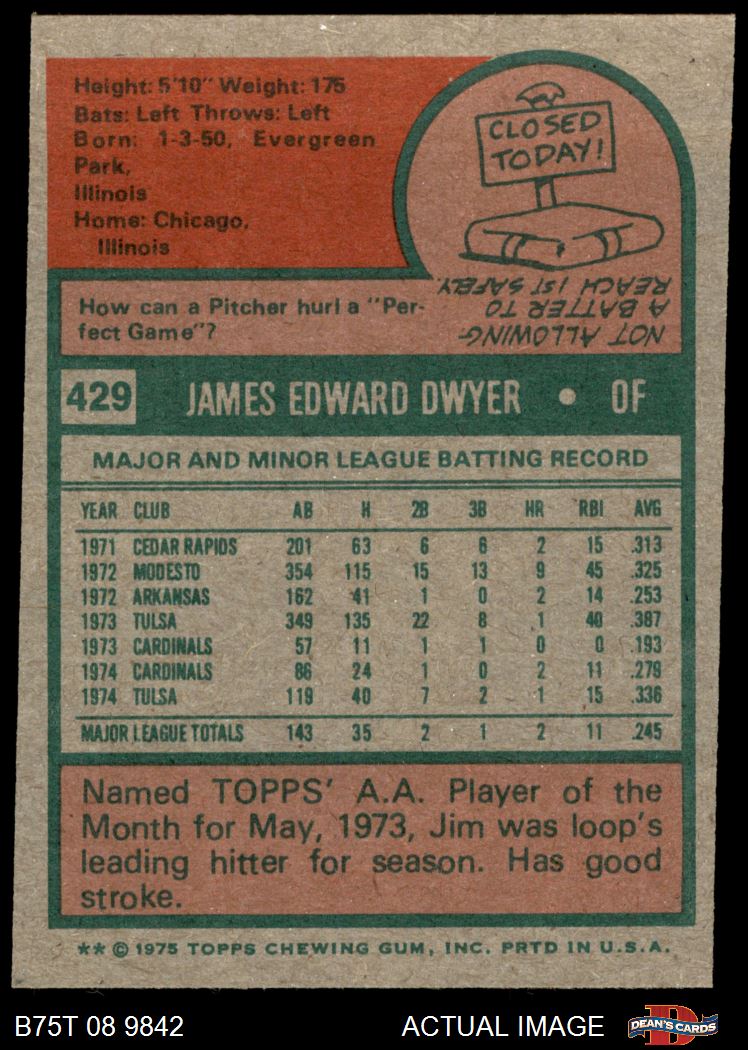 Height: 5'10" Weight: 175
Bats: Left Throws: Left
Born: 1-3-50, Evergreen
Park,
Illinois
Home: Chicago,
Illinois
CLOSED
TODAY!
How can a Pitcher hurl a "Per-
fect Game"?
NOT ALLOWING
A BATTER TO
REACH 1ST SAFELY.
429 JAMES EDWARD DWYER • OF
MAJOR AND MINOR LEAGUE BATTING RECORD
YEAR CLUB AB H 2B 3B HR RBI AVG
1971 CEDAR RAPIDS 201 63 6 6 2 15 .313
1972 MODESTO 354 115 15 13 9 45 .325
1972 ARKANSAS 162 41 1 0 2 14 .253
1973 TULSA 349 135 22 8 1 40 .387
1973 CARDINALS 57 11 1 1 0 0 .193
1974 CARDINALS 86 24 1 0 2 11 .279
1974 TULSA 119 40 7 2 1 15 .336
MAJOR LEAGUE TOTALS 143 35 2 1 2 11 .245
Named TOPPS' A.A. Player of the
Month for May, 1973, Jim was loop's
leading hitter for season. Has good
stroke.
** © 1975 TOPPS CHEWING GUM, INC. PRTD IN U.S.A.
B75T 08 9842 ACTUAL IMAGE DEAN'S CARDS